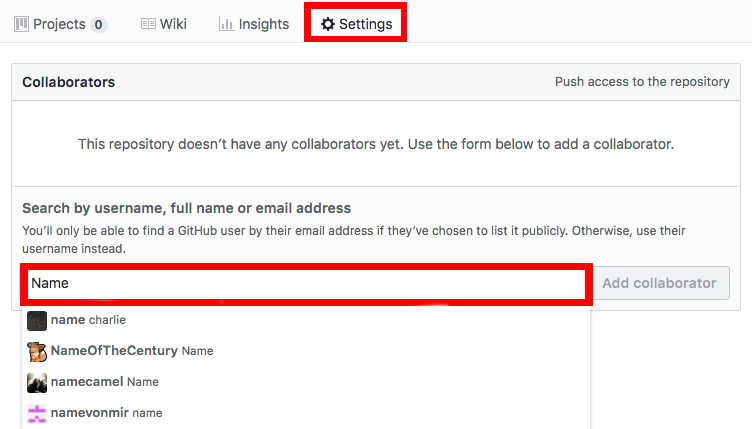 Projects 0 Wiki Insights Settings
Collaborators Push access to the repository
This repository doesn’t have any collaborators yet. Use the form below to add a collaborator.
Search by username, full name or email address
You’ll only be able to find a GitHub user by their email address if they’ve chosen to list it publicly. Otherwise, use their
username instead.
Name Add collaborator
name charlie
NameOfTheCentury Name
namecamel Name
namevonmir name